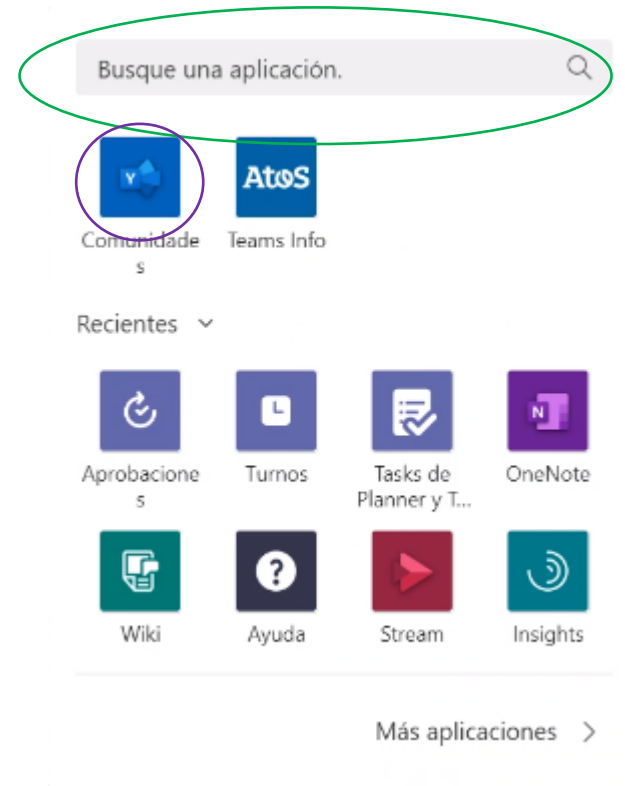 Busque una aplicación.
Y
AtoS
Comunidade
s
Teams Info
Recientes
L
N
Aprobacione
s
Turnos
Tasks de
Planner y T...
OneNote
?
Wiki
Ayuda
Stream
Insights
Más aplicaciones